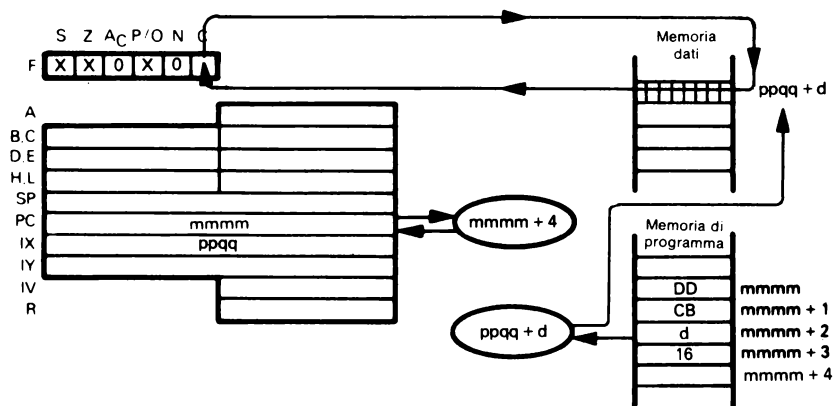 S Z AC P/O N C
F X X 0 X 0
Memoria dati
ppqq + d
A
B.C
D.E
H.L
SP
PC mmmm
mmmm + 4
IX ppqq
IY
IV
R
ppqq + d
Memoria di programma
DD mmmm
CB mmmm + 1
d mmmm + 2
16 mmmm + 3
mmmm + 4